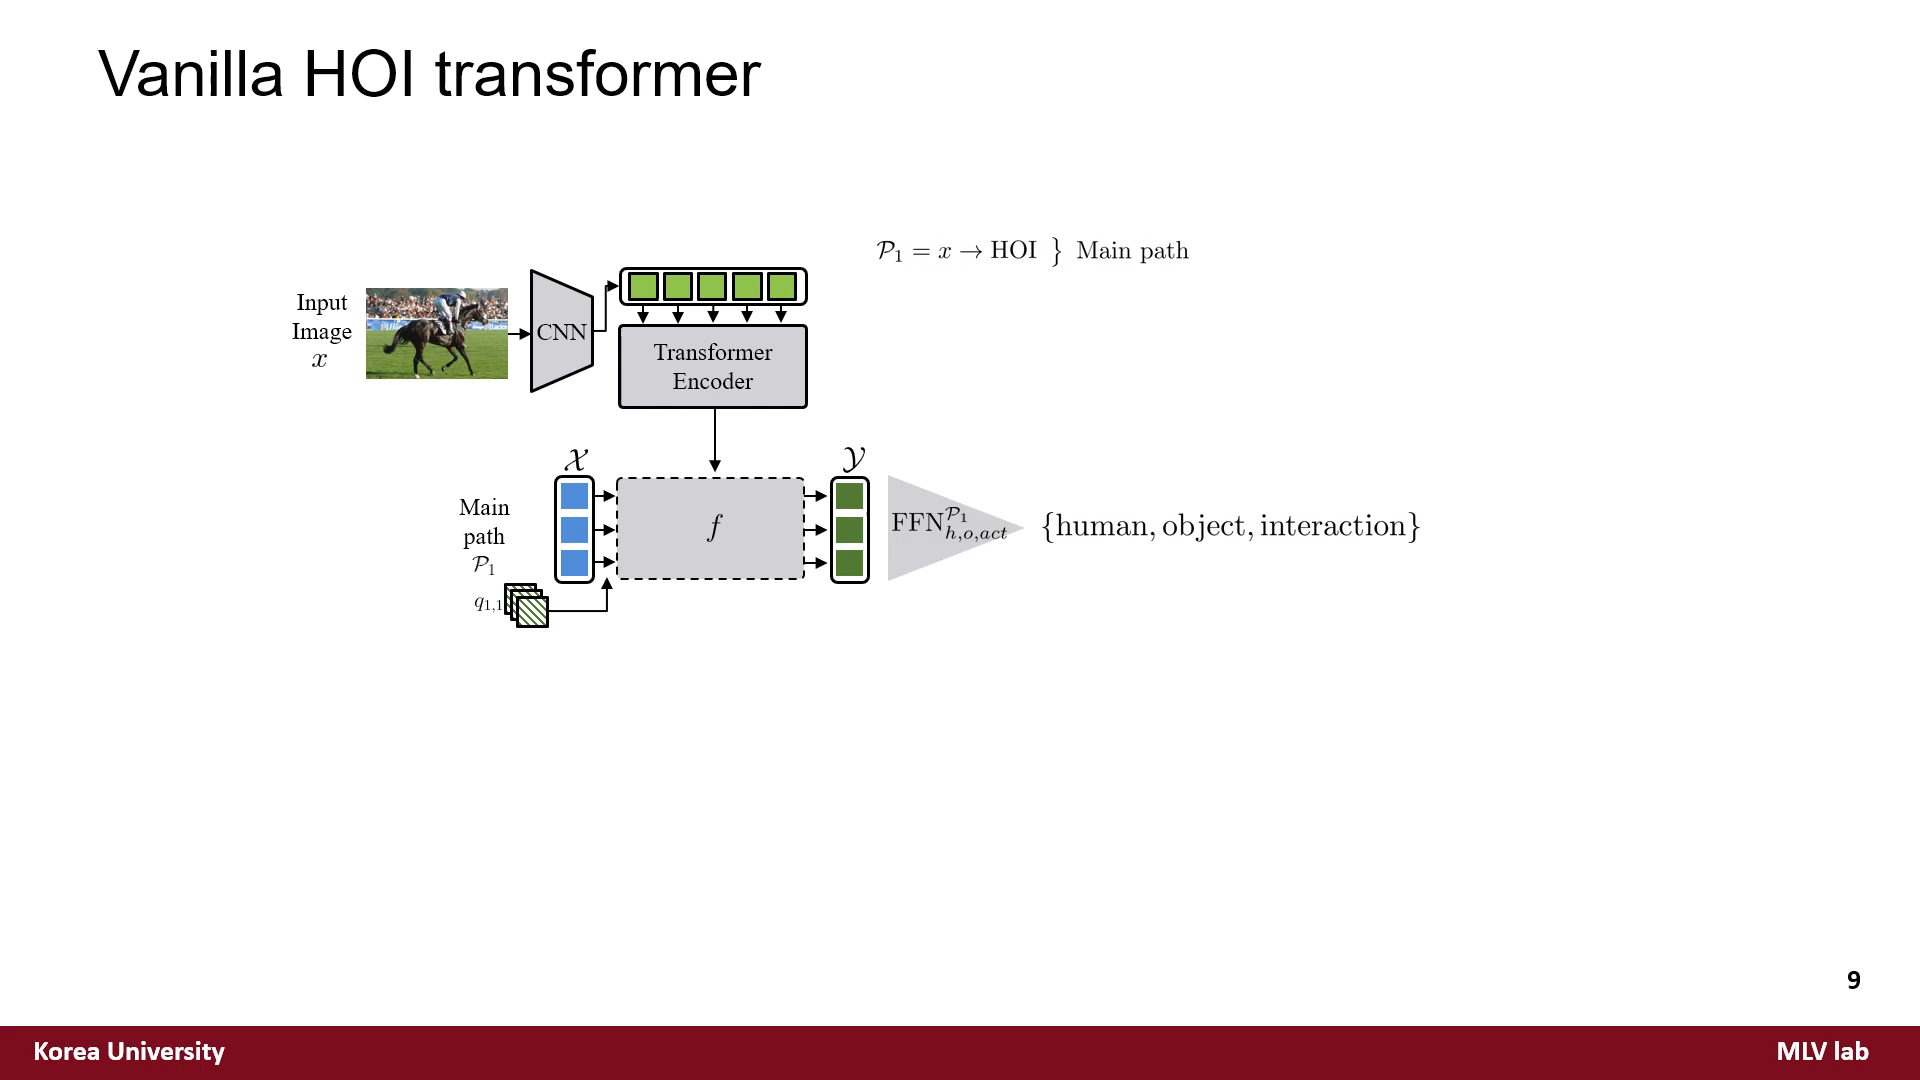 Vanilla HOI transformer
𝒫₁ = x → HOI } Main path
Input
Image
x
CNN
Transformer
Encoder
𝒳
𝒴
Main
path
𝒫₁
q₁,₁
f
FFN^{𝒫₁}_{h,o,act}
{human, object, interaction}
9
Korea University
MLV lab